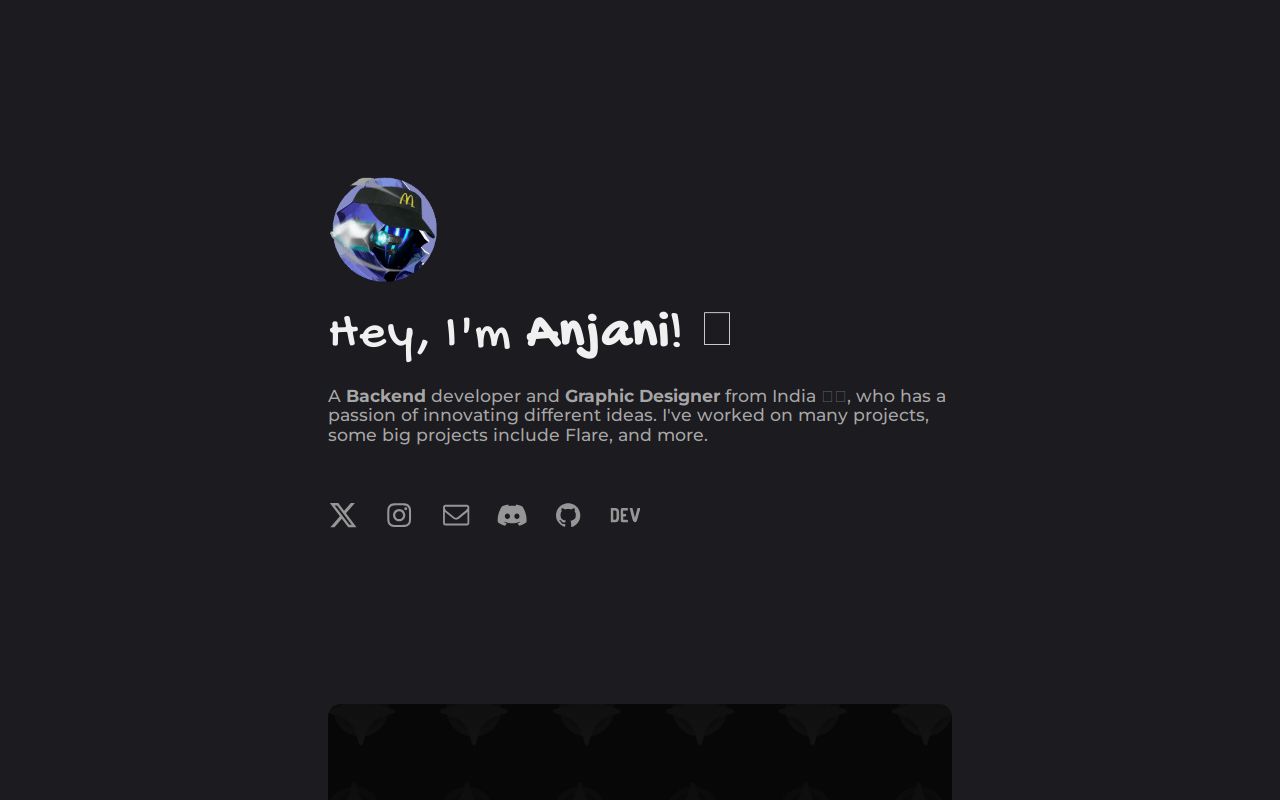 Hey, I'm Anjani!
A Backend developer and Graphic Designer from India , who has a
passion of innovating different ideas. I've worked on many projects,
some big projects include Flare, and more.
DEV